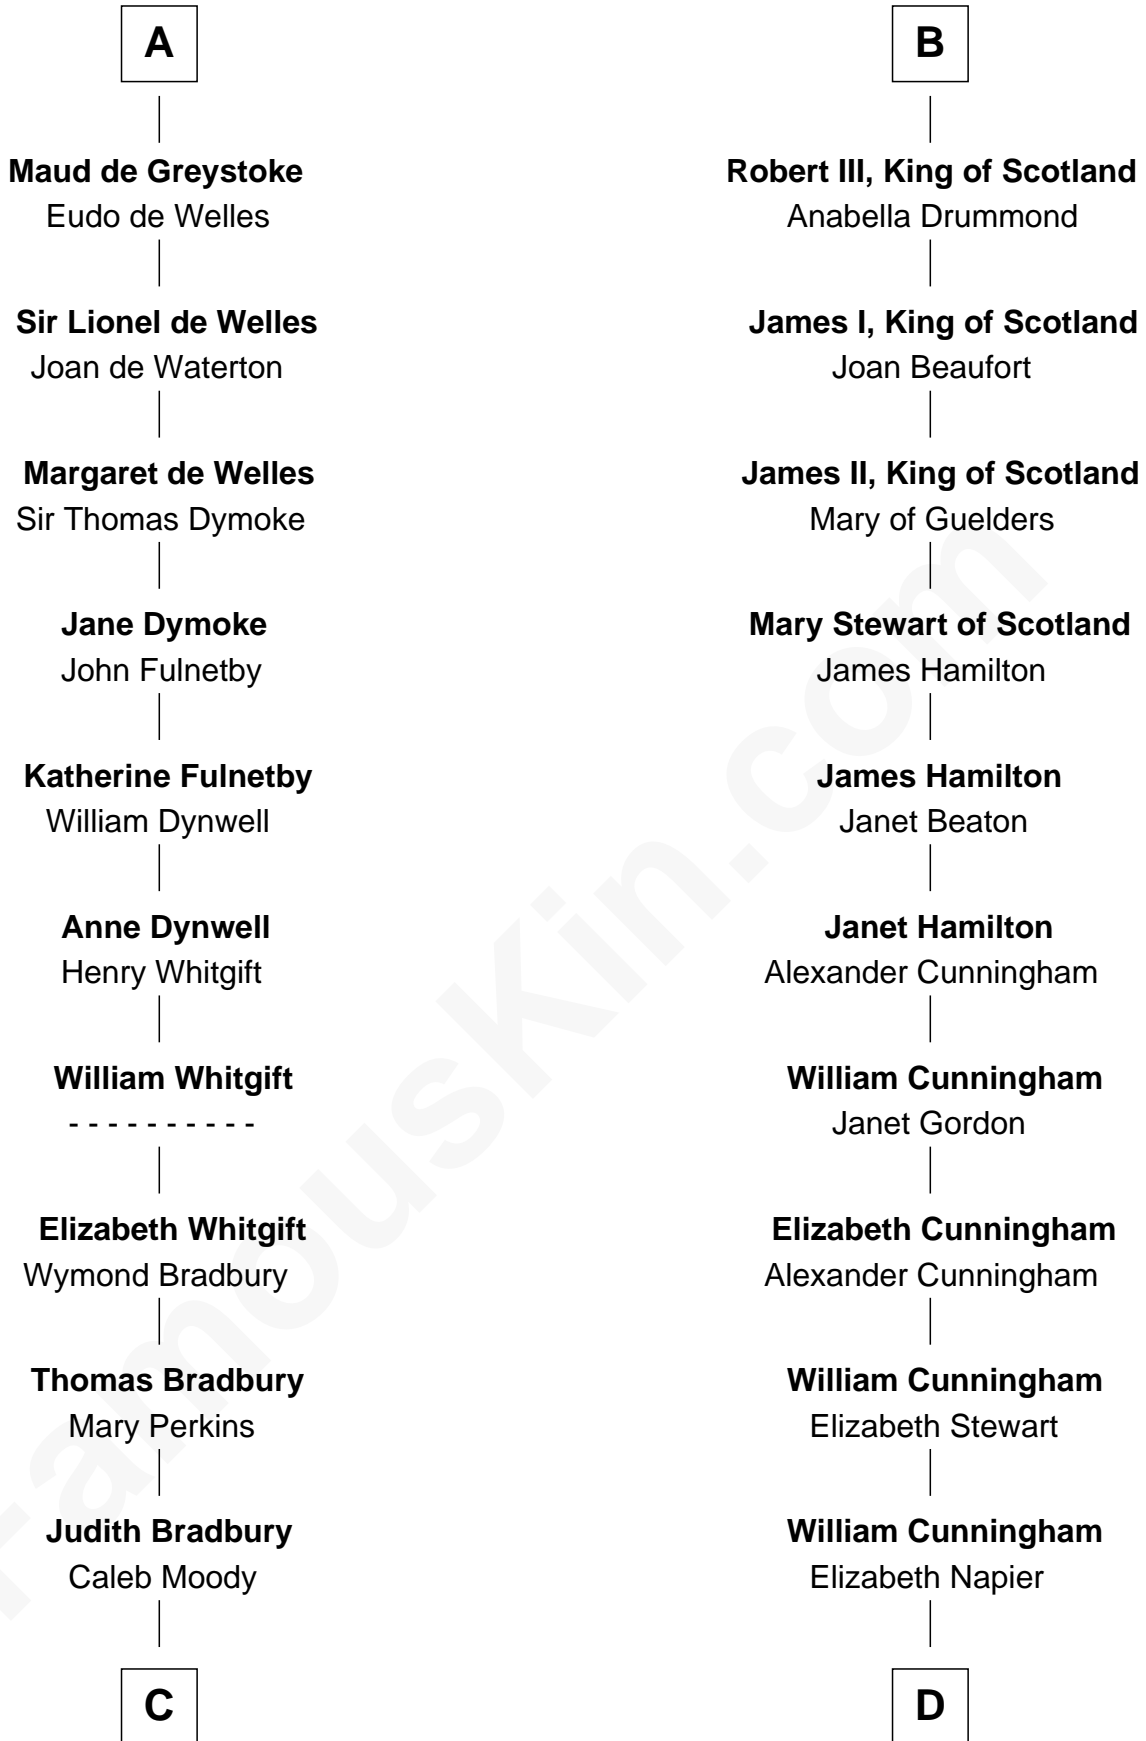 A
Maud de Greystoke
Eudo de Welles
Sir Lionel de Welles
Joan de Waterton
Margaret de Welles
Sir Thomas Dymoke
Jane Dymoke
John Fulnetby
Katherine Fulnetby
William Dynwell
Anne Dynwell
Henry Whitgift
William Whitgift
- - - - - - - - - -
Elizabeth Whitgift
Wymond Bradbury
Thomas Bradbury
Mary Perkins
Judith Bradbury
Caleb Moody
C
B
Robert III, King of Scotland
Anabella Drummond
James I, King of Scotland
Joan Beaufort
James II, King of Scotland
Mary of Guelders
Mary Stewart of Scotland
James Hamilton
James Hamilton
Janet Beaton
Janet Hamilton
Alexander Cunningham
William Cunningham
Janet Gordon
Elizabeth Cunningham
Alexander Cunningham
William Cunningham
Elizabeth Stewart
William Cunningham
Elizabeth Napier
D
FamousKin.com